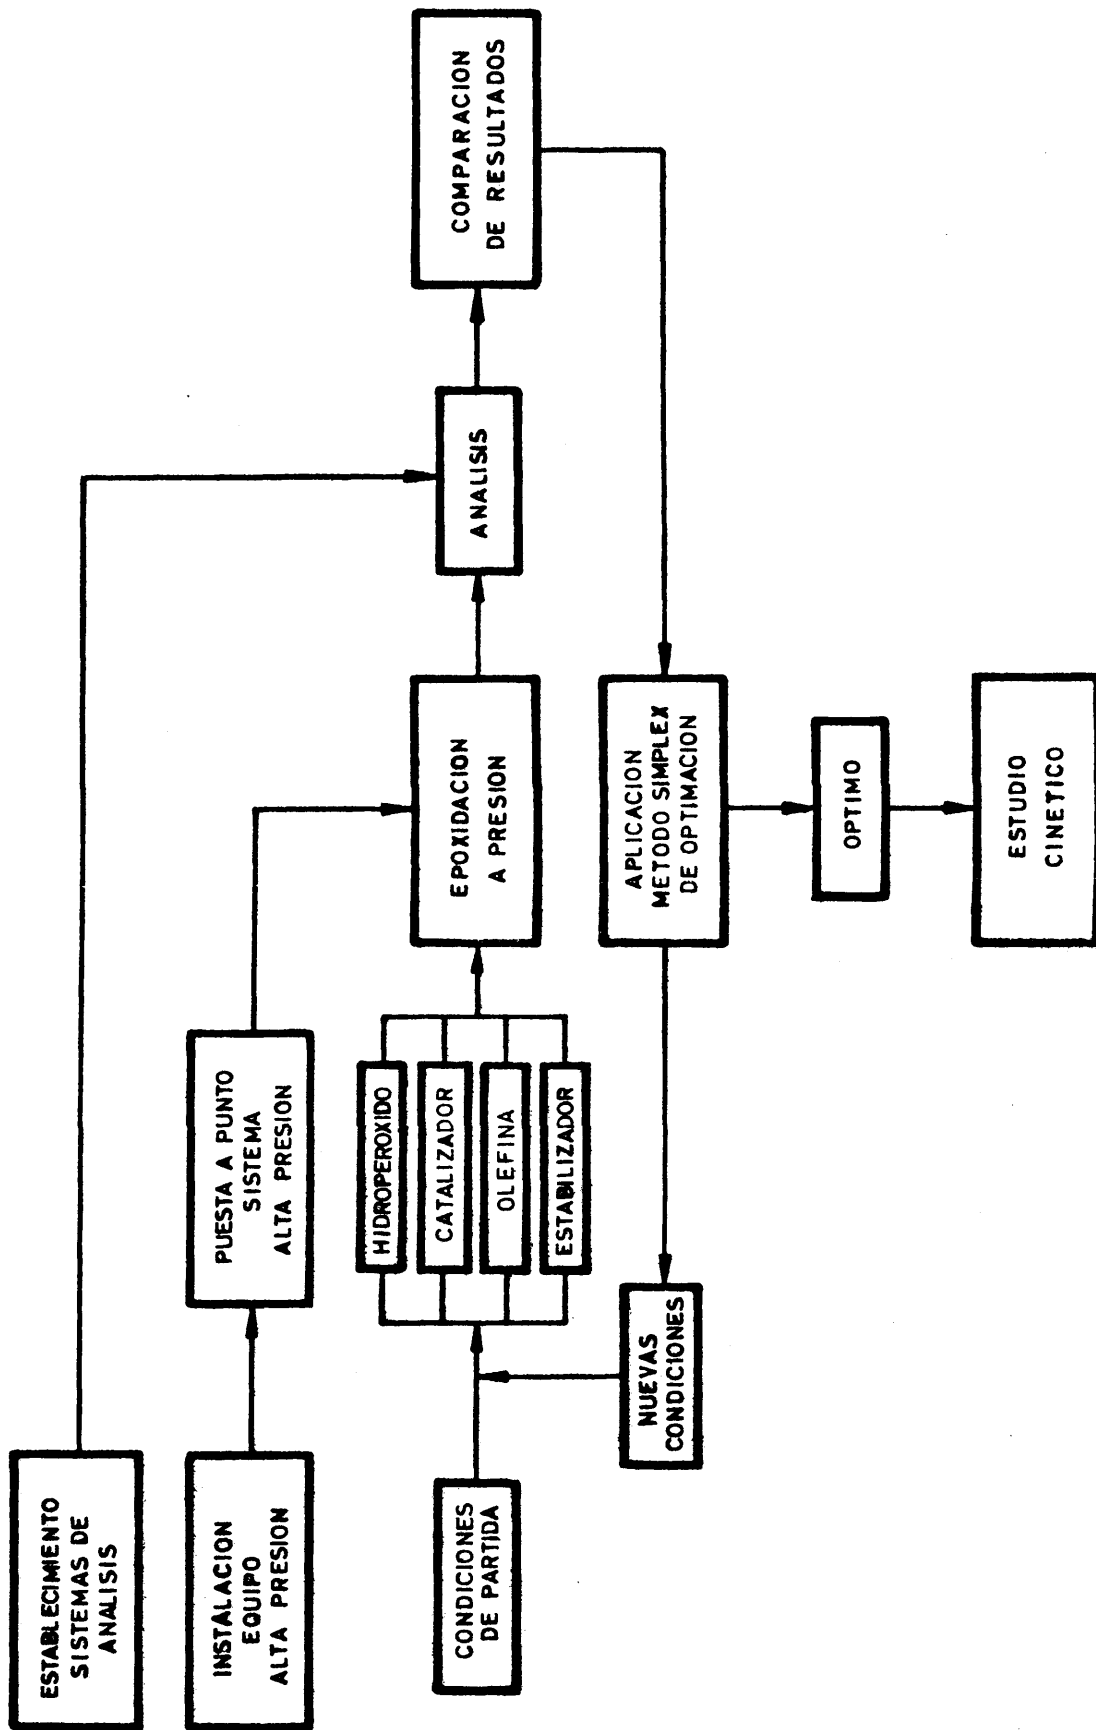 ESTABLECIMIENTO
SISTEMAS DE
ANALISIS
INSTALACION
EQUIPO
ALTA PRESION
PUESTA A PUNTO
SISTEMA
ALTA PRESION
CONDICIONES
DE PARTIDA
HIDROPEROXIDO
CATALIZADOR
OLEFINA
ESTABILIZADOR
EPOXIDACION
A PRESION
ANALISIS
COMPARACION
DE RESULTADOS
NUEVAS
CONDICIONES
APLICACION
METODO SIMPLEX
DE OPTIMACION
OPTIMO
ESTUDIO
CINETICO